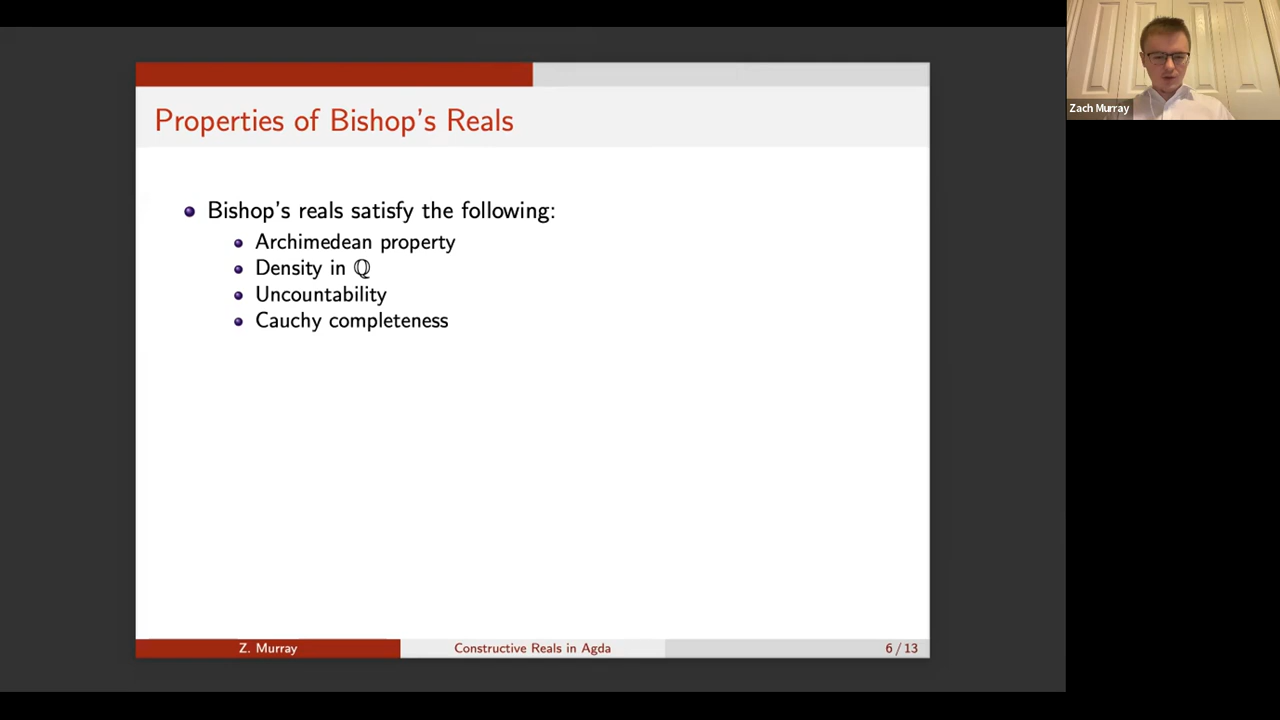 Properties of Bishop's Reals
Bishop's reals satisfy the following:
Archimedean property
Density in ℚ
Uncountability
Cauchy completeness
Z. Murray
Constructive Reals in Agda
6 / 13
Zach Murray